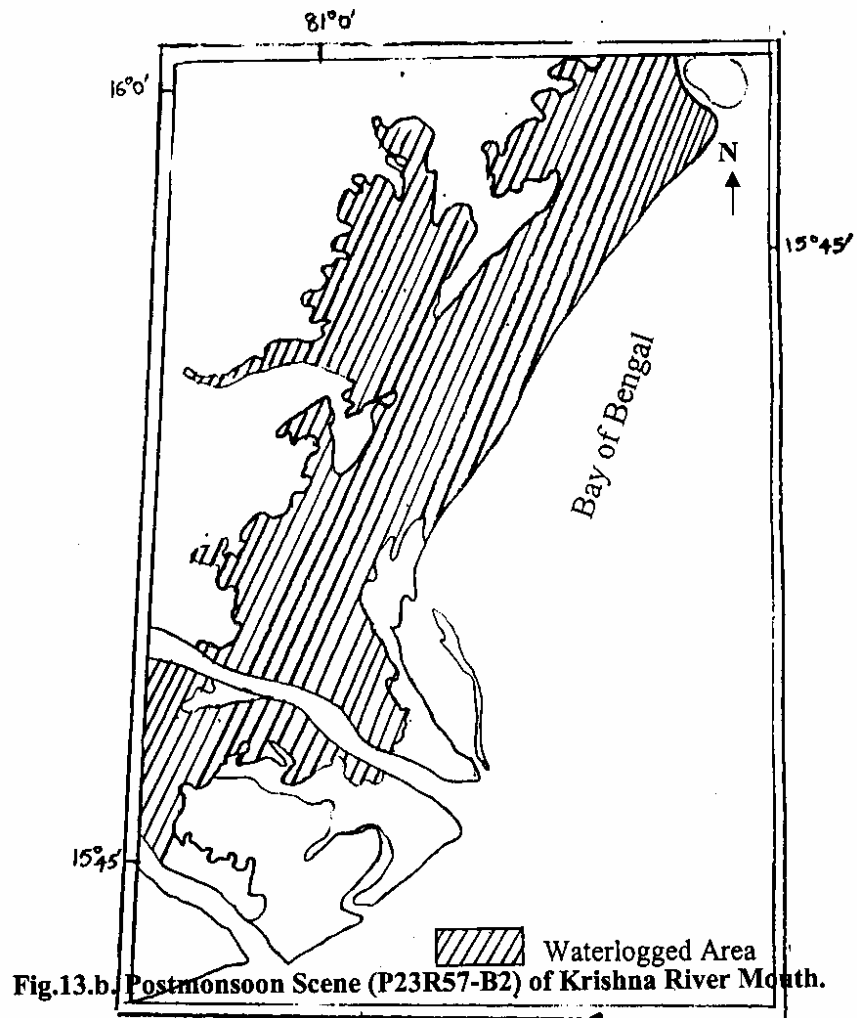 81°0'
16°0'
N
15°45'
Bay of Bengal
15°45'
Waterlogged Area
Fig.13.b. Postmonsoon Scene (P23R57-B2) of Krishna River Mouth.